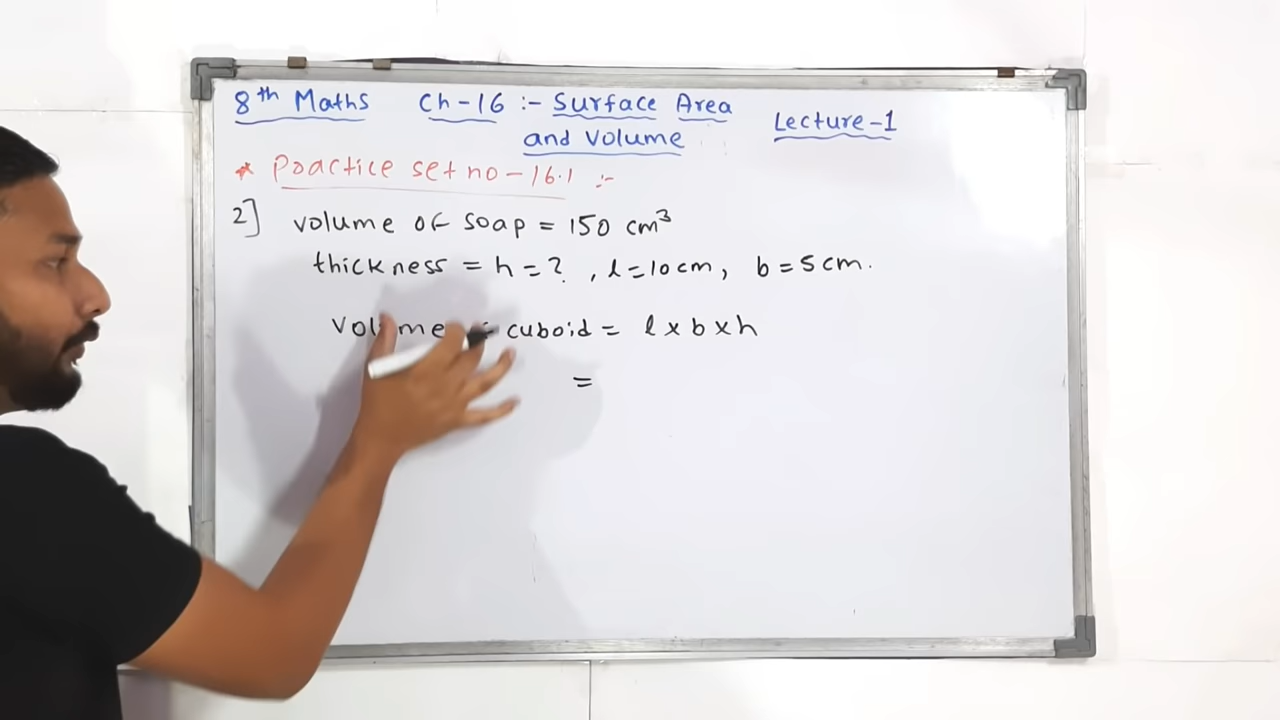 8th Maths Ch-16 :- Surface Area
and Volume Lecture-1
* Practice set no - 16.1 :-
2] volume of soap = 150 cm³
thickness = h = ? , l = 10 cm, b = 5 cm.
cuboid = l x b x h
=